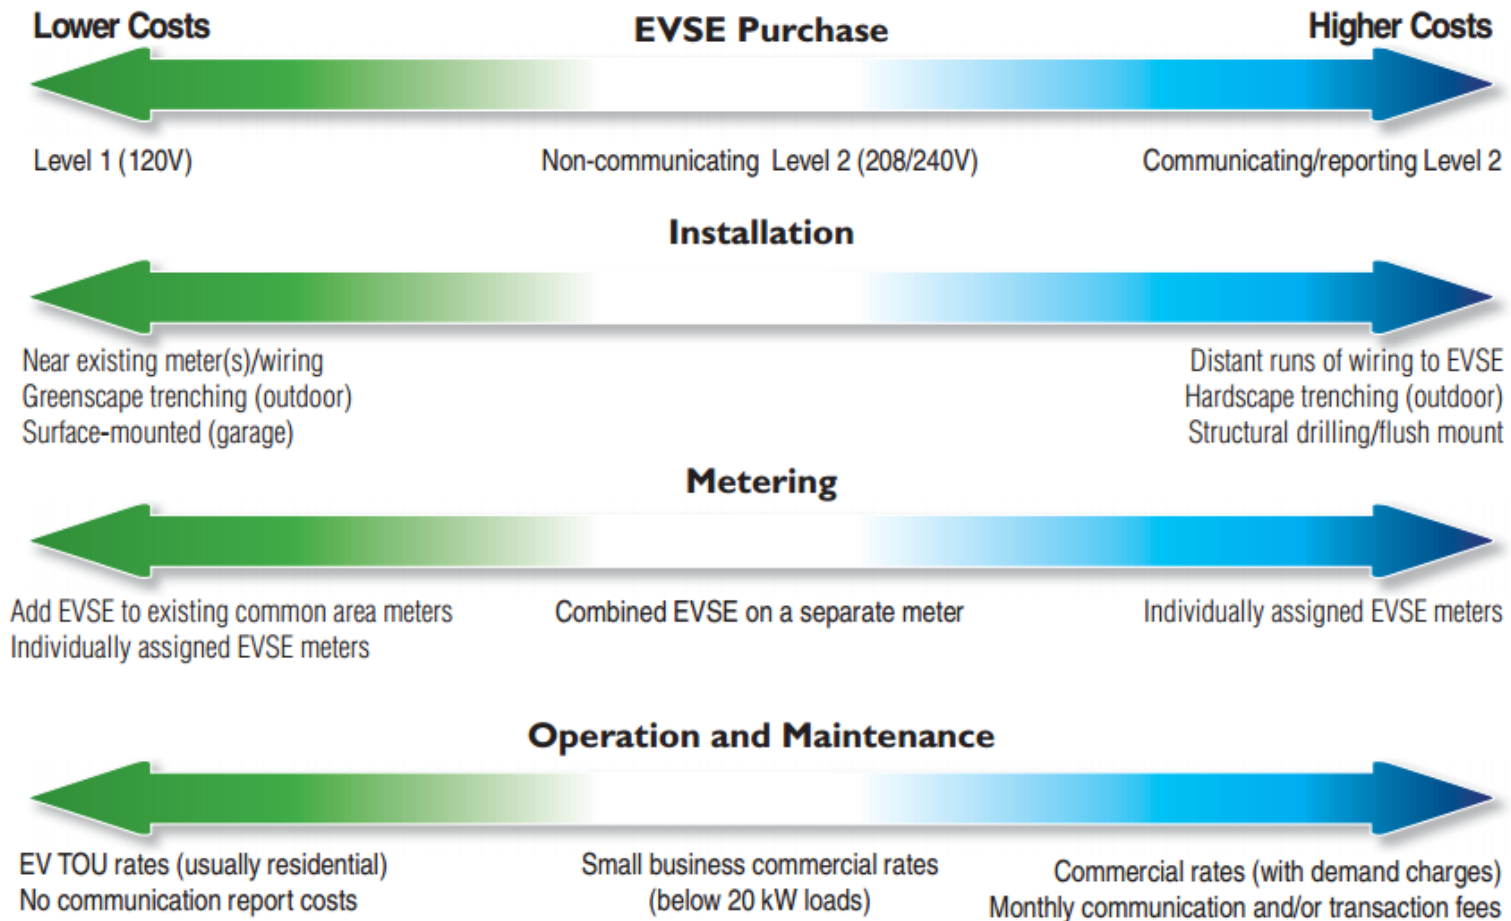 Lower Costs
EVSE Purchase
Higher Costs
Level 1 (120V)
Non-communicating Level 2 (208/240V)
Communicating/reporting Level 2
Installation
Near existing meter(s)/wiring
Greenscape trenching (outdoor)
Surface-mounted (garage)
Distant runs of wiring to EVSE
Hardscape trenching (outdoor)
Structural drilling/flush mount
Metering
Add EVSE to existing common area meters
Individually assigned EVSE meters
Combined EVSE on a separate meter
Individually assigned EVSE meters
Operation and Maintenance
EV TOU rates (usually residential)
No communication report costs
Small business commercial rates
(below 20 kW loads)
Commercial rates (with demand charges)
Monthly communication and/or transaction fees